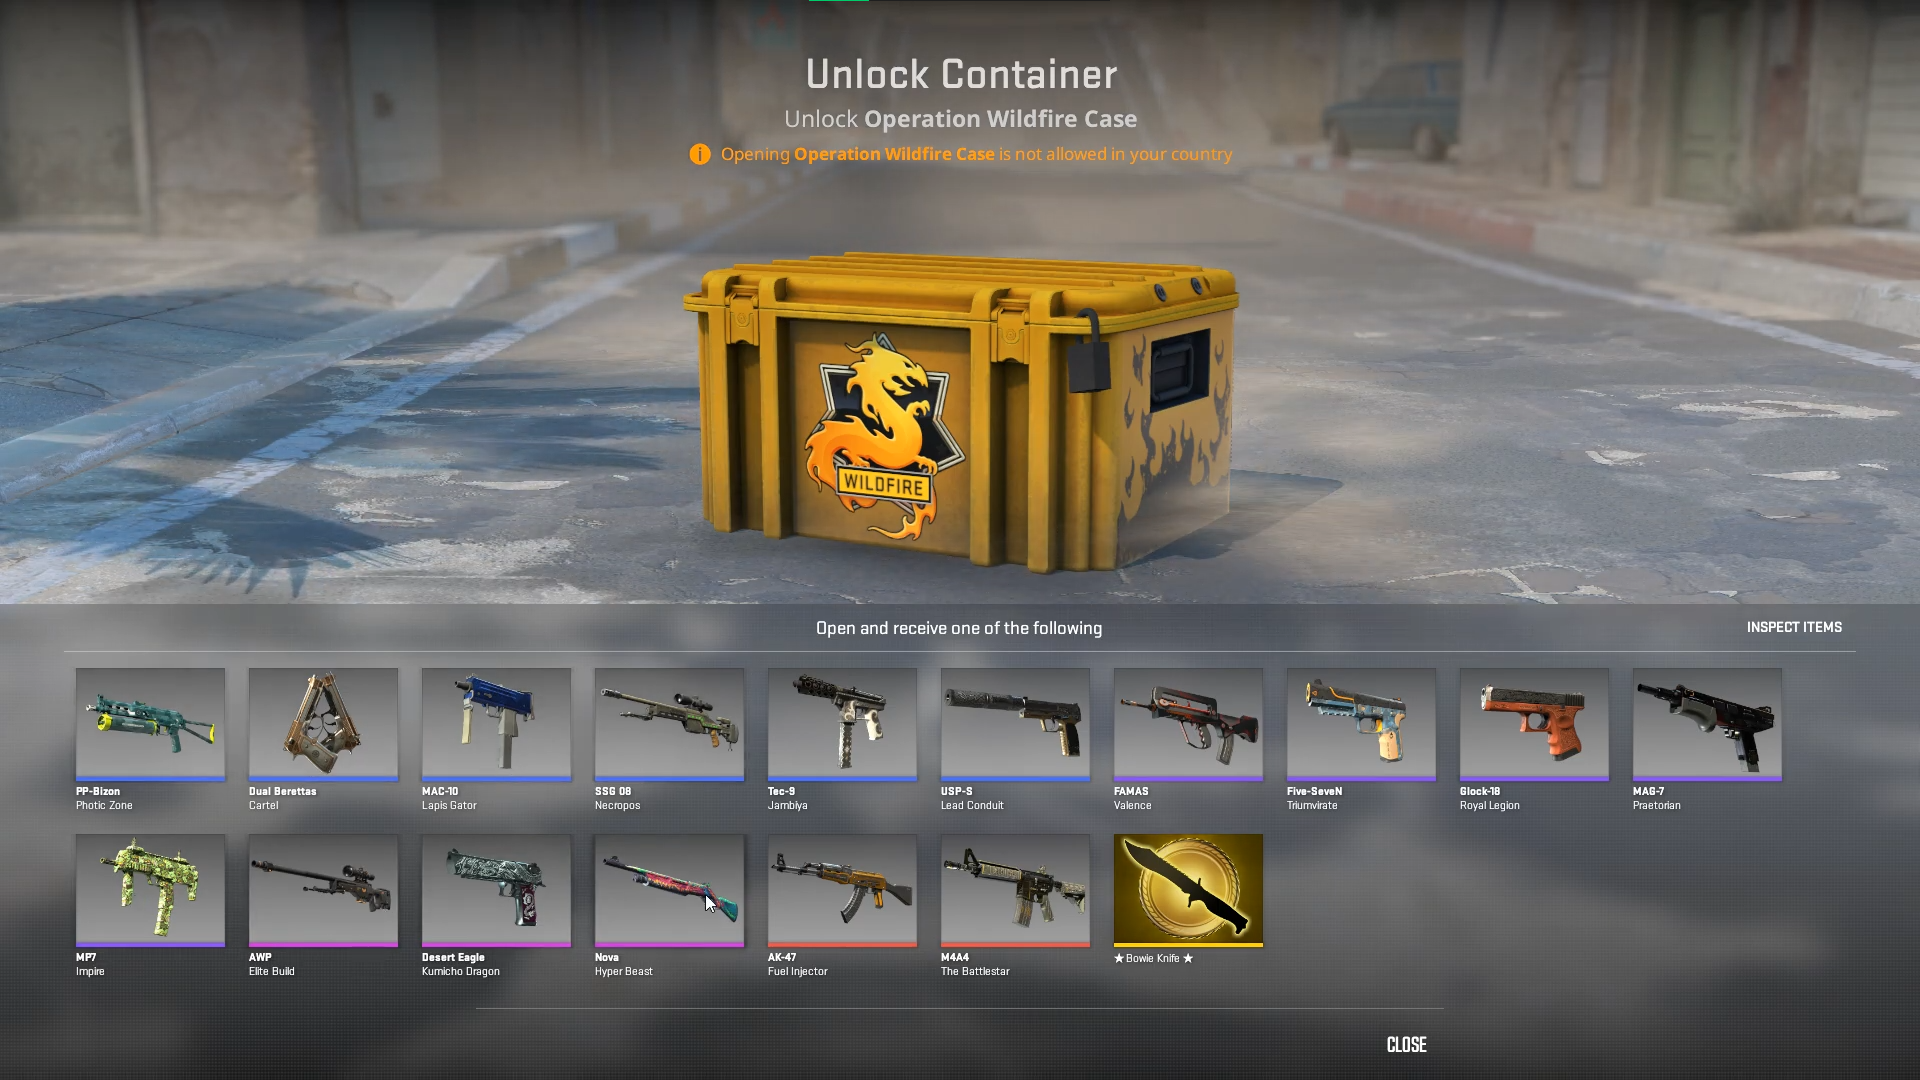 Unlock Container
Unlock Operation Wildfire Case
i Opening Operation Wildfire Case is not allowed in your country
WILDFIRE
Open and receive one of the following
INSPECT ITEMS
PP-Bizon
Photic Zone
Dual Berettas
Cartel
MAC-10
Lapis Gator
SSG 08
Necropos
Tec-9
Jambiya
USP-S
Lead Conduit
FAMAS
Valence
Five-SeveN
Triumvirate
Glock-18
Royal Legion
MAG-7
Praetorian
MP7
Impire
AWP
Elite Build
Desert Eagle
Kumicho Dragon
Nova
Hyper Beast
AK-47
Fuel Injector
M4A4
The Battlestar
★ Bowie Knife ★
CLOSE